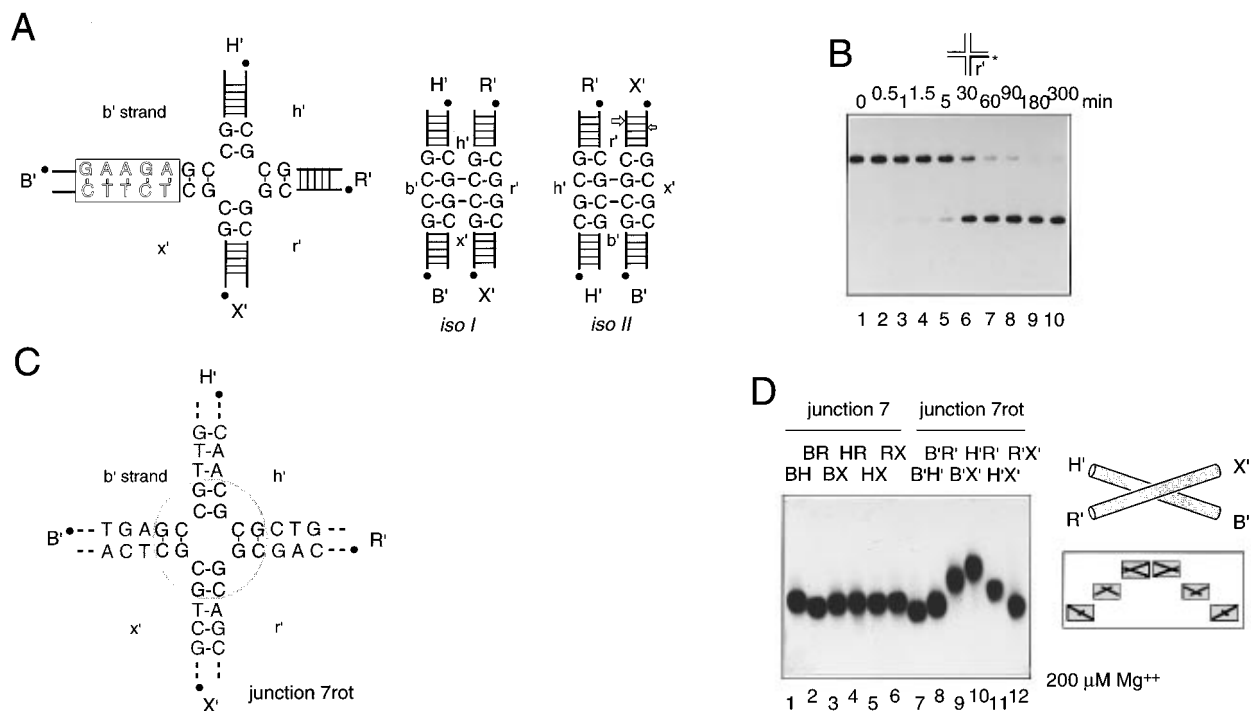 A
H'
b' strand
h'
G-C
C-G
B'
G A A G A G C
C T T C T C G
C G
G C
R'
C-G
G-C
x'
r'
X'
H' R'
h'
G-C G-C
b' C-G-C-G r'
C-G-C-G
G-C G-C
x'
B' X'
iso I
R' X'
r'
G-C C-G
h' C-G-G-C x'
C-G-G-C
G-C C-G
b'
H' B'
iso II
B
r' *
0 0.5 1 1.5 5 30 60 90 180 300 min
1 2 3 4 5 6 7 8 9 10
C
H'
G-C
T-A
b' strand
T-A
h'
G-C
C-G
B' T G A G C
A C T C G
C G C T G
G C G A C R'
C-G
G-C
T-A
x'
C-G
r'
G-C
X'
junction 7rot
D
junction 7 junction 7rot
BR HR RX B'R' H'R' R'X'
BH BX HX B'H' B'X' H'X'
1 2 3 4 5 6 7 8 9 10 11 12
H' X'
R' B'
200 μM Mg++